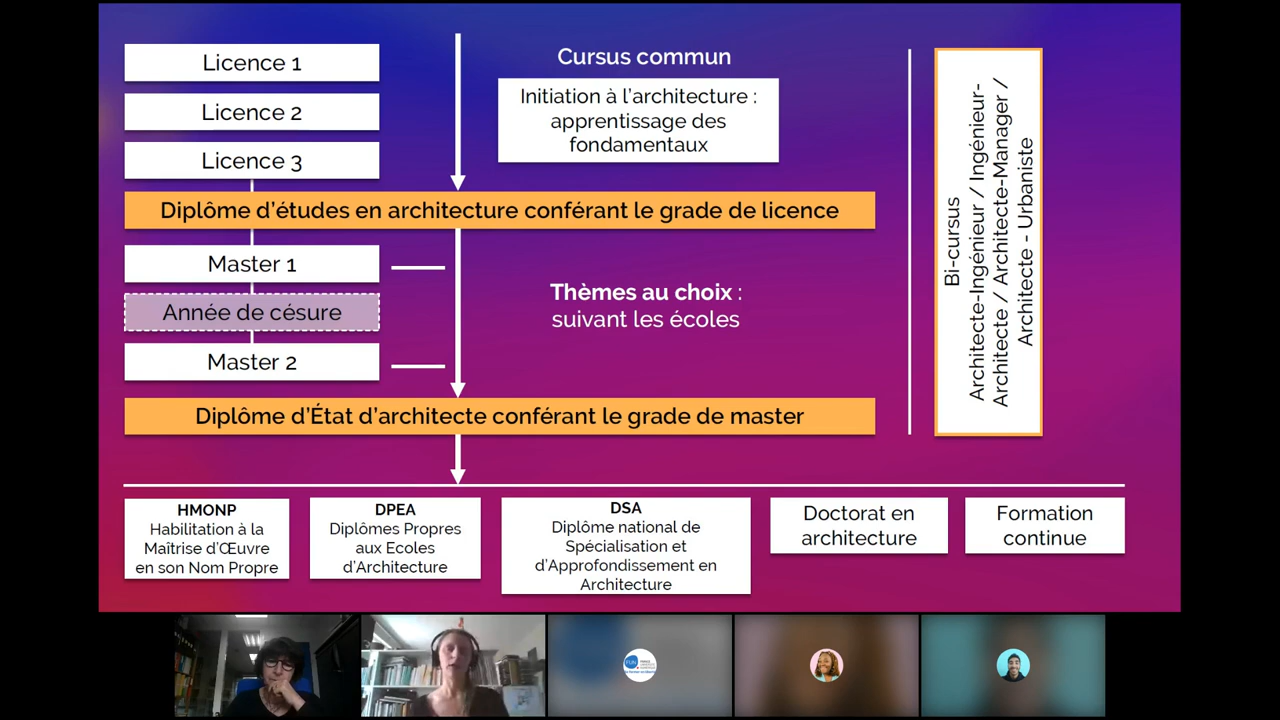 Licence 1
Licence 2
Licence 3
Cursus commun
Initiation à l'architecture :
apprentissage des
fondamentaux
Diplôme d'études en architecture conférant le grade de licence
Master 1
Année de césure
Master 2
Thèmes au choix :
suivant les écoles
Diplôme d'État d'architecte conférant le grade de master
Bi-cursus
Architecte-Ingénieur / Ingénieur-
Architecte / Architecte-Manager /
Architecte - Urbaniste
HMONP
Habilitation à la
Maîtrise d'Œuvre
en son Nom Propre
DPEA
Diplômes Propres
aux Ecoles
d'Architecture
DSA
Diplôme national de
Spécialisation et
d'Approfondissement en
Architecture
Doctorat en
architecture
Formation
continue